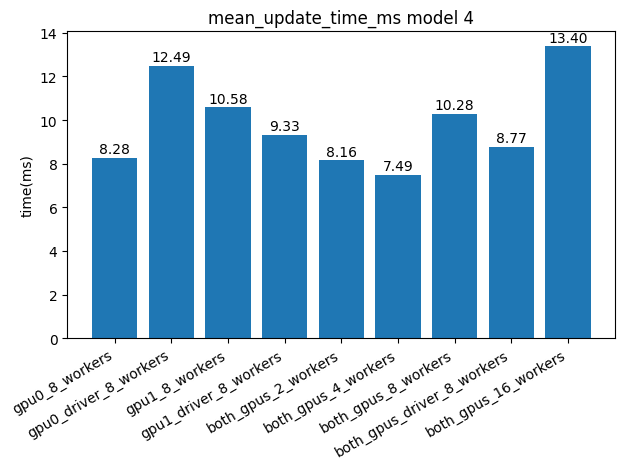 mean_update_time_ms model 4
time(ms)
14
12
10
8
6
4
2
0
8.28
12.49
10.58
9.33
8.16
7.49
10.28
8.77
13.40
gpu0_8_workers
gpu0_driver_8_workers
gpu1_8_workers
gpu1_driver_8_workers
both_gpus_2_workers
both_gpus_4_workers
both_gpus_8_workers
both_gpus_driver_8_workers
both_gpus_16_workers